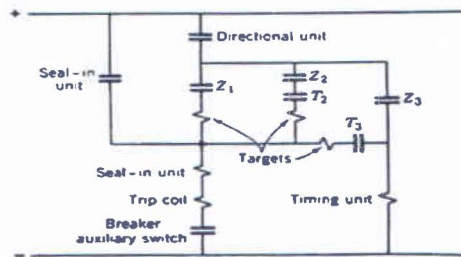 +
Directional unit
Seal-in
unit
Z₁
Z₂
T₂
Z₃
T₃
Targets
Seal-in unit
Trip coil
Timing unit
Breaker
auxiliary switch
−